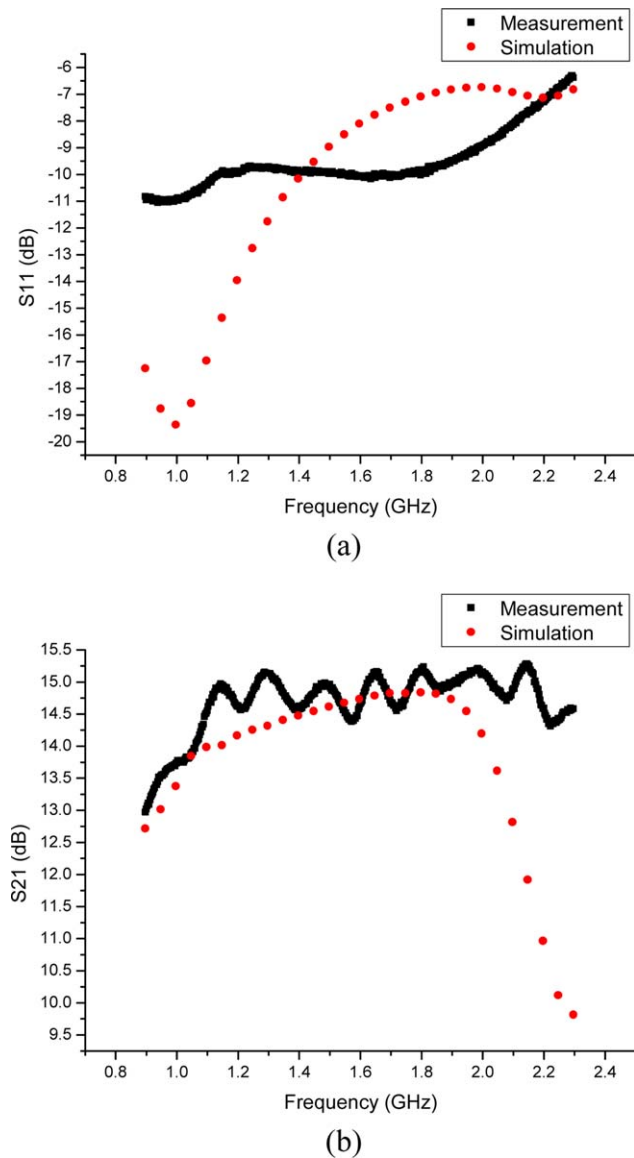 Measurement
Simulation
-6
-7
-8
-9
-10
-11
-12
-13
-14
-15
-16
-17
-18
-19
-20
S11 (dB)
0.8 1.0 1.2 1.4 1.6 1.8 2.0 2.2 2.4
Frequency (GHz)
(a)
Measurement
Simulation
15.5
15.0
14.5
14.0
13.5
13.0
12.5
12.0
11.5
11.0
10.5
10.0
9.5
S21 (dB)
0.8 1.0 1.2 1.4 1.6 1.8 2.0 2.2 2.4
Frequency (GHz)
(b)